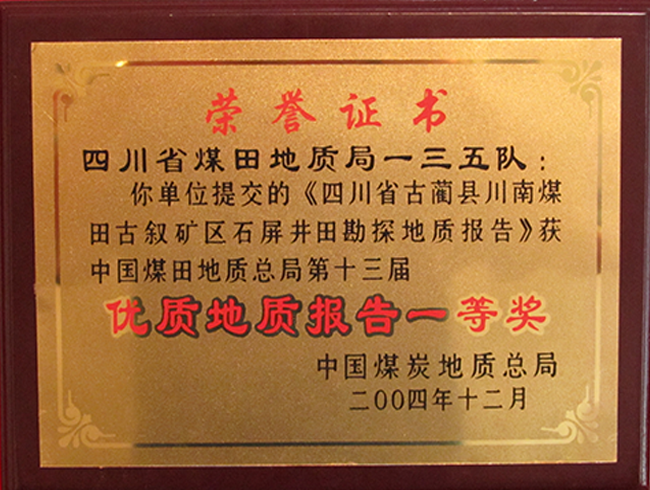 荣誉证书
四川省煤田地质局一三五队：
你单位提交的《四川省古蔺县川南煤
田古叙矿区石屏井田勘探地质报告》获
中国煤田地质总局第十三届
优质地质报告一等奖
中国煤炭地质总局
二〇〇四年十二月